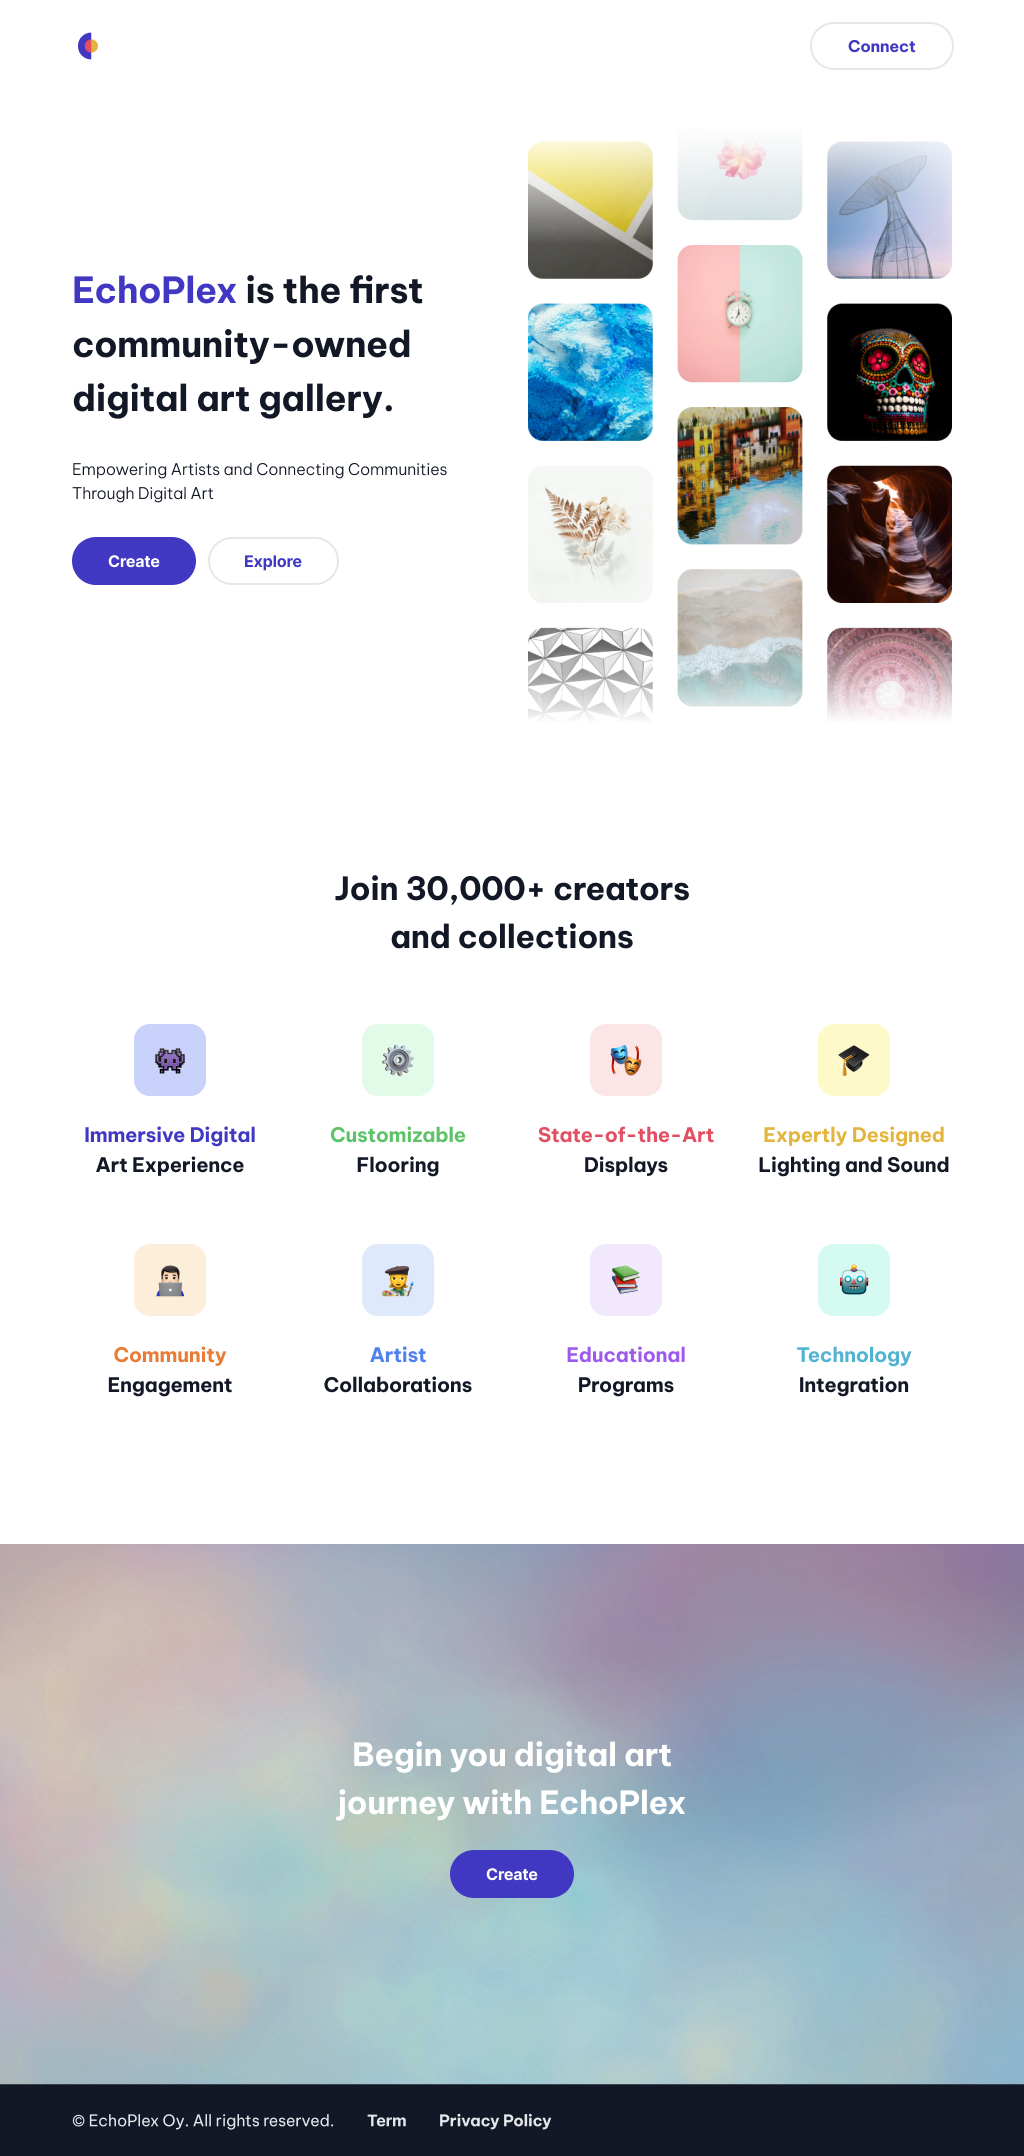 Connect
EchoPlex is the first
community-owned
digital art gallery.
Empowering Artists and Connecting Communities
Through Digital Art
Create
Explore
Join 30,000+ creators
and collections
Immersive Digital
Art Experience
Customizable
Flooring
State-of-the-Art
Displays
Expertly Designed
Lighting and Sound
Community
Engagement
Artist
Collaborations
Educational
Programs
Technology
Integration
Begin you digital art
journey with EchoPlex
Create
© EchoPlex Oy. All rights reserved. Term Privacy Policy